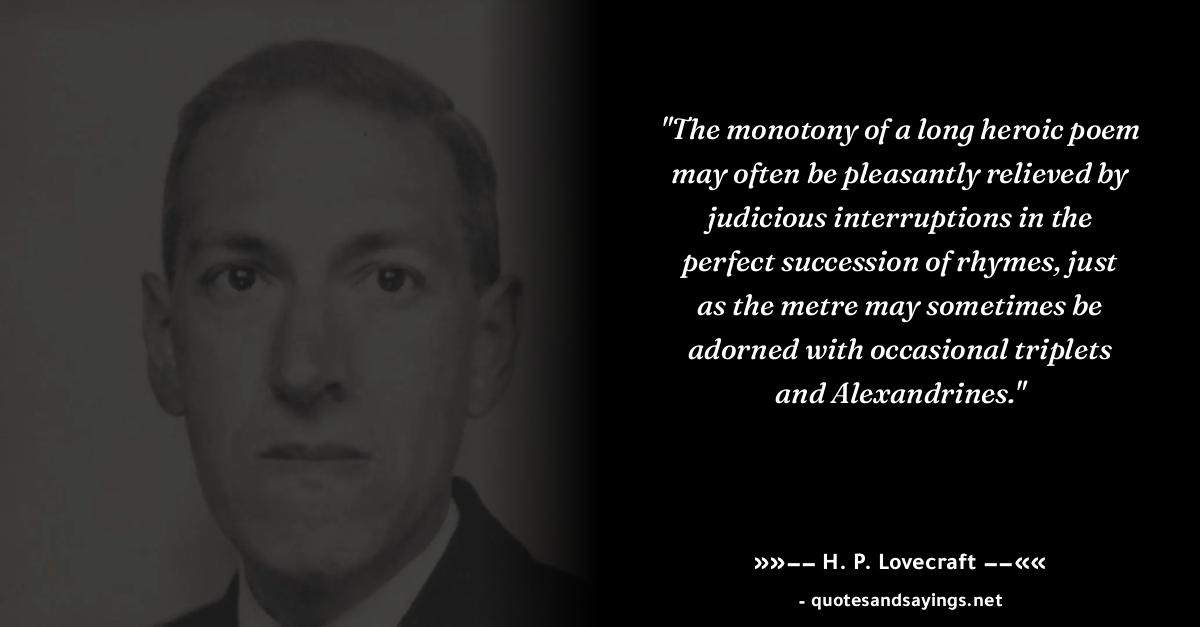 "The monotony of a long heroic poem
may often be pleasantly relieved by
judicious interruptions in the
perfect succession of rhymes, just
as the metre may sometimes be
adorned with occasional triplets
and Alexandrines."
»»−− H. P. Lovecraft −−««
- quotesandsayings.net